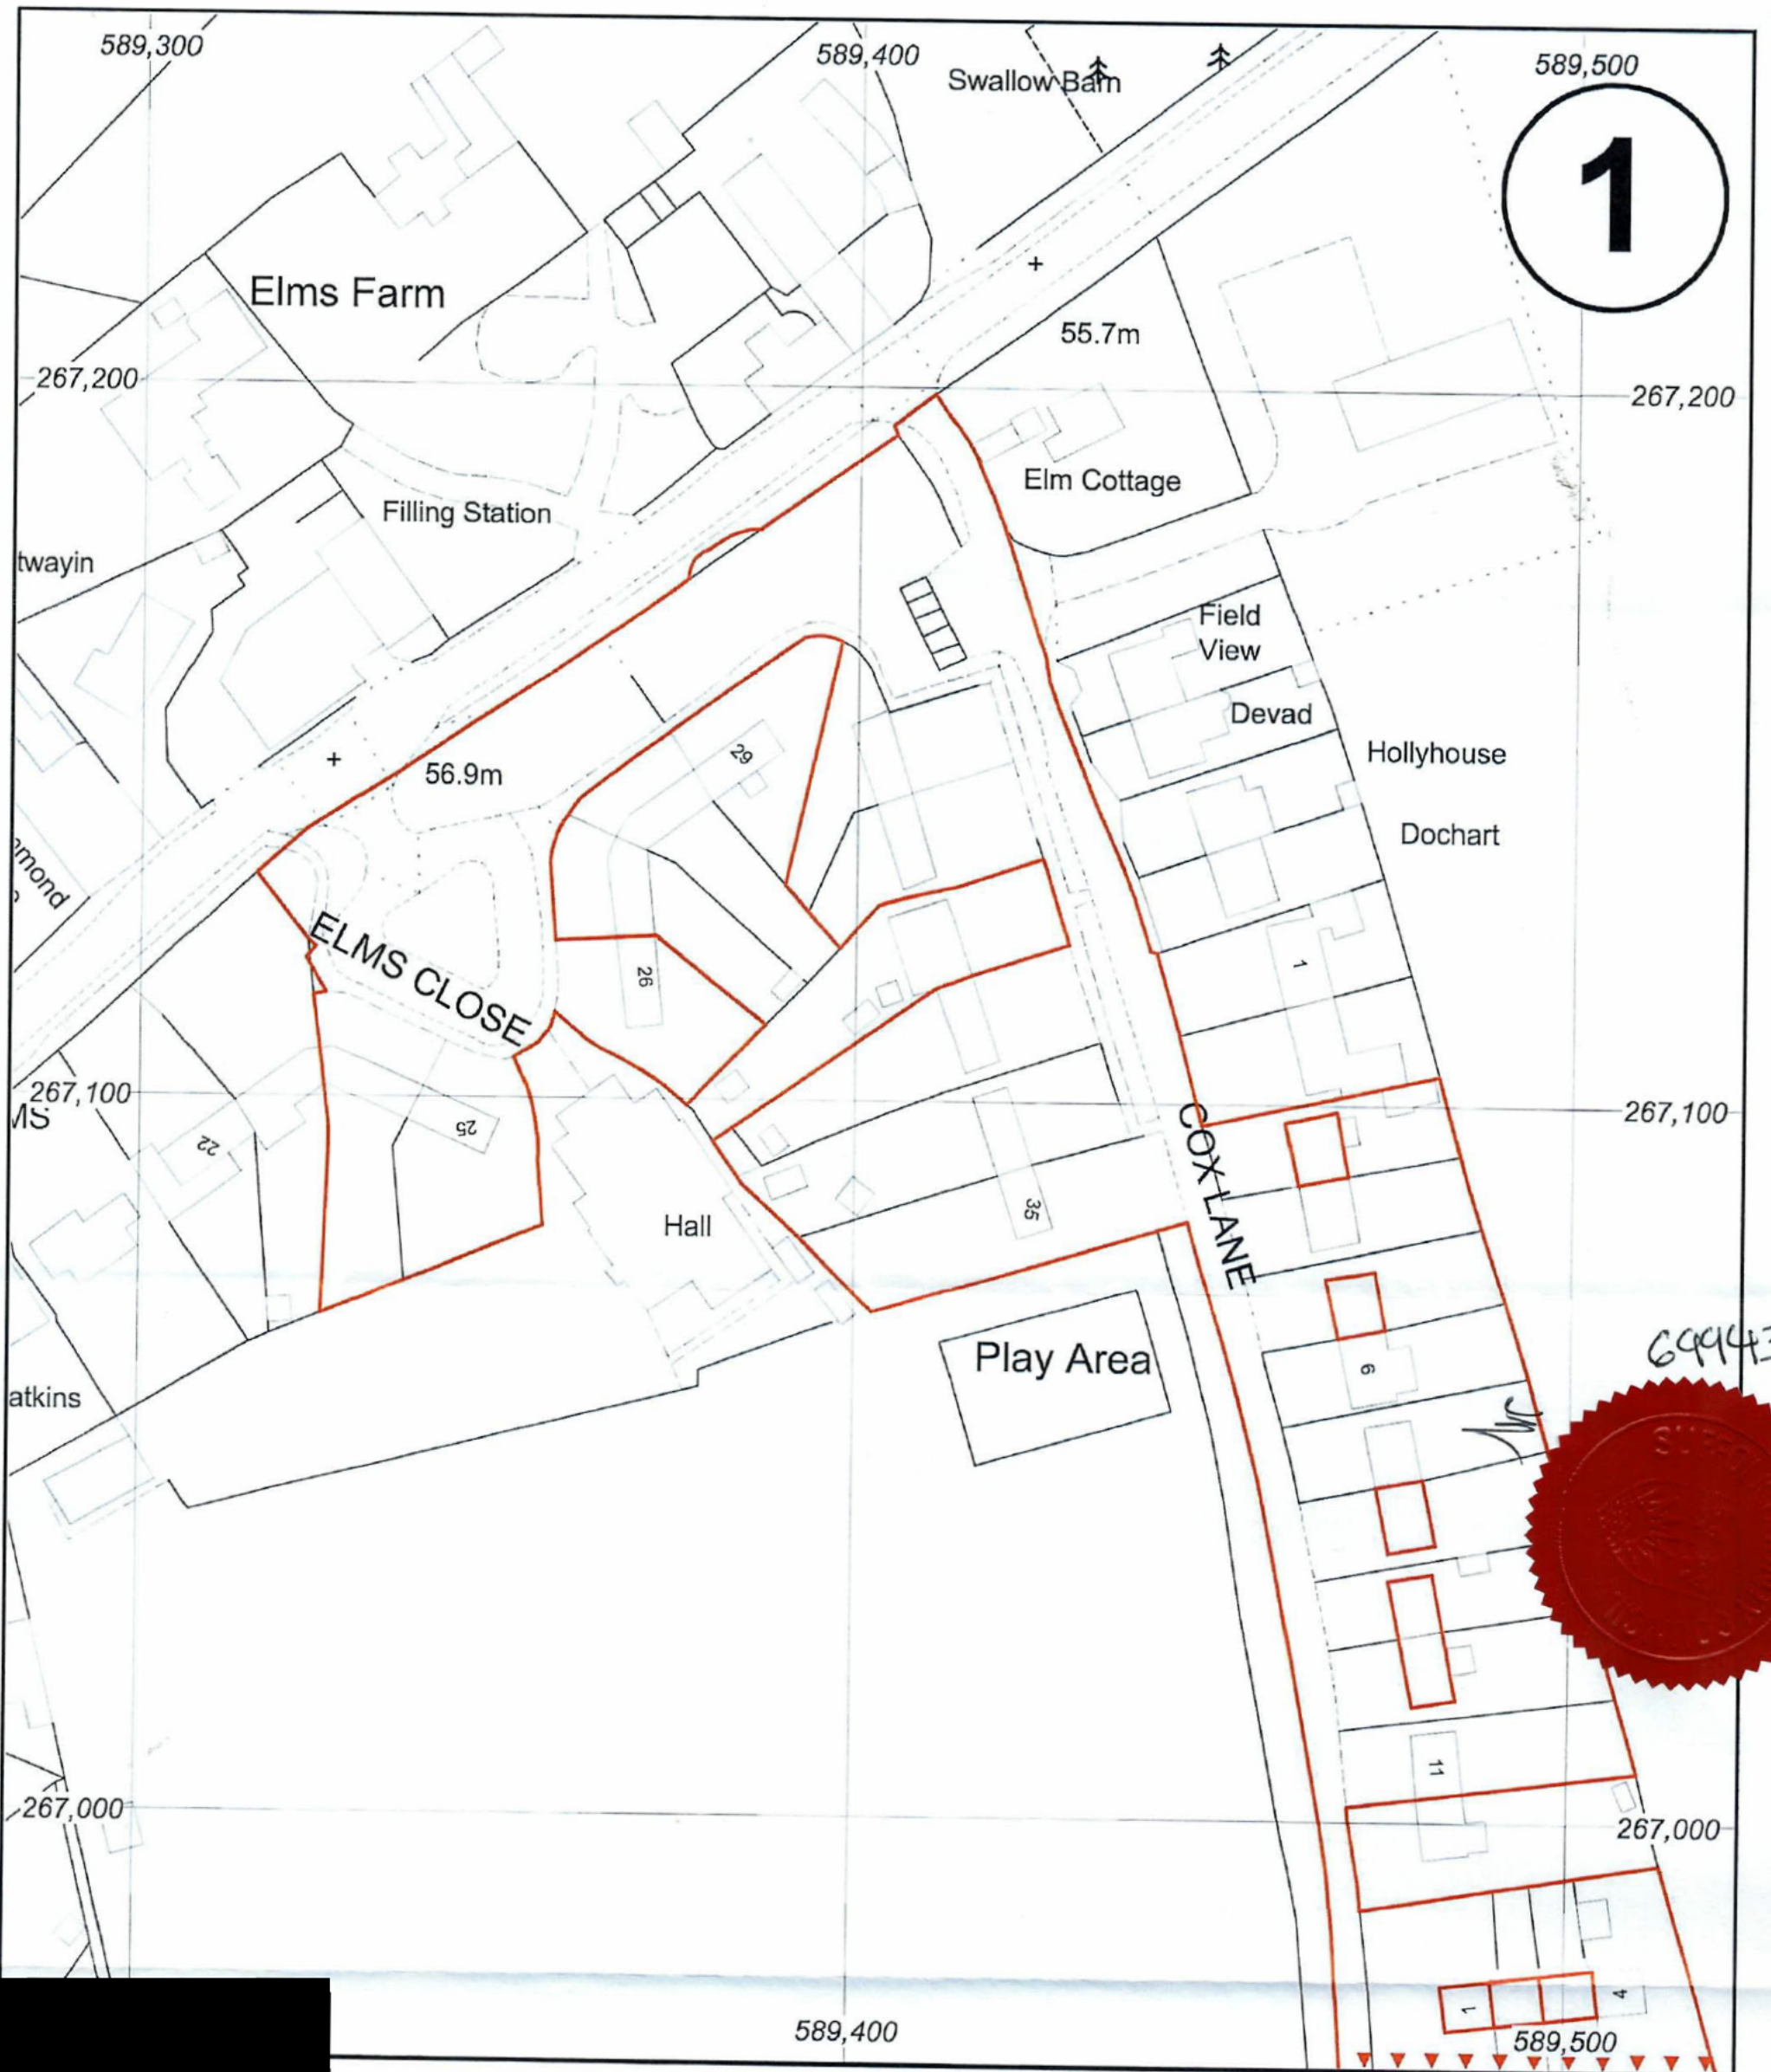 589,300
589,400
589,500
Swallow Barn
1
Elms Farm
55.7m
267,200
267,200
Elm Cottage
Filling Station
twayin
Field
View
Devad
29
Hollyhouse
56.9m
Dochart
mond
ELMS CLOSE
26
1
267,100
MS
267,100
25
22
COX LANE
35
Hall
Play Area
6
atkins
11
267,000
267,000
1
4
589,400
589,500